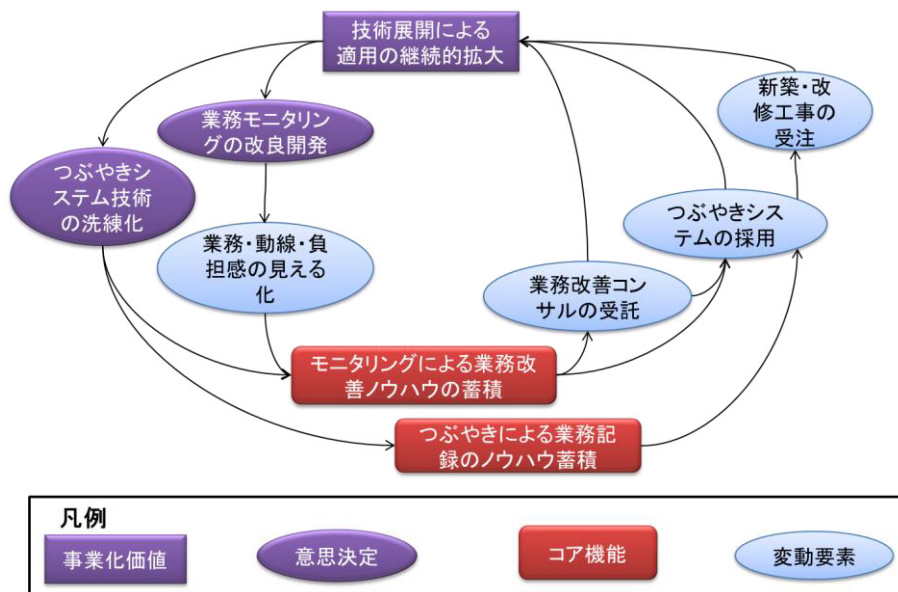 技術展開による
適用の継続的拡大
業務モニタリン
グの改良開発
つぶやきシ
ステム技術
の洗練化
業務・動線・負
担感の見える
化
新築・改
修工事の
受注
つぶやきシス
テムの採用
業務改善コン
サルの受託
モニタリングによる業務改
善ノウハウの蓄積
つぶやきによる業務記
録のノウハウ蓄積
凡例
事業化価値
意思決定
コア機能
変動要素